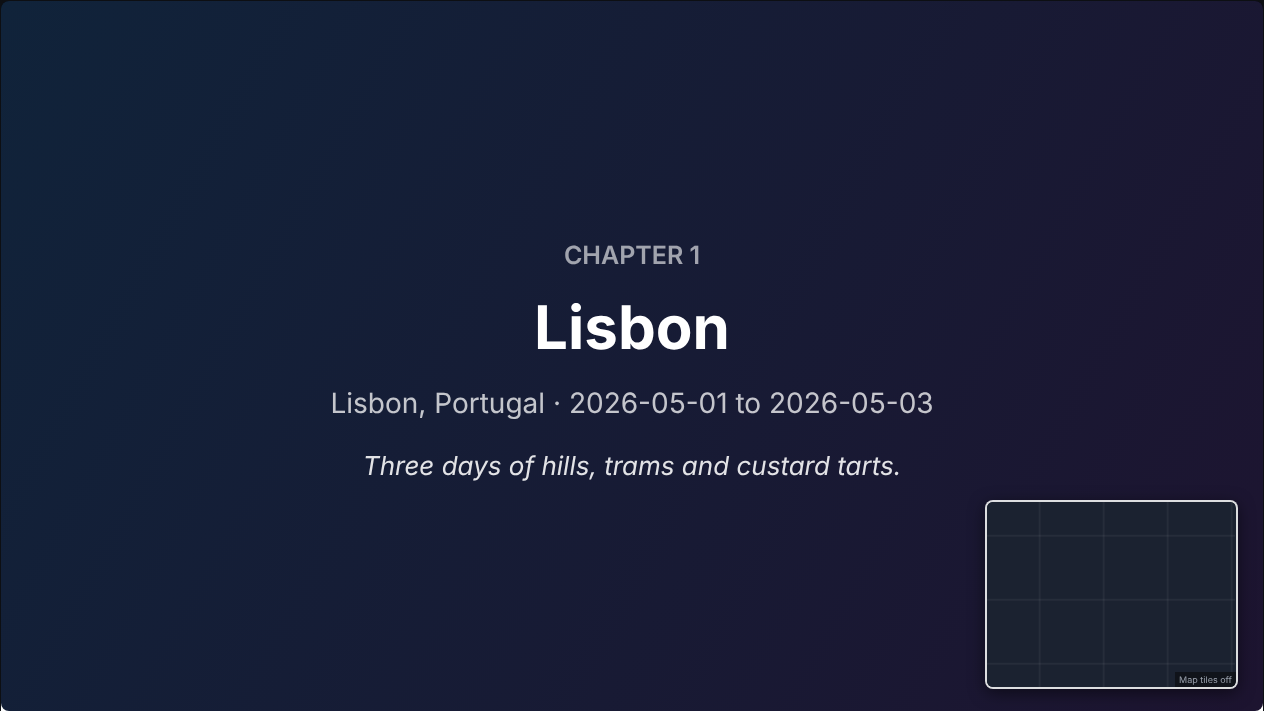 CHAPTER 1
Lisbon
Lisbon, Portugal · 2026-05-01 to 2026-05-03
Three days of hills, trams and custard tarts.
Map tiles off